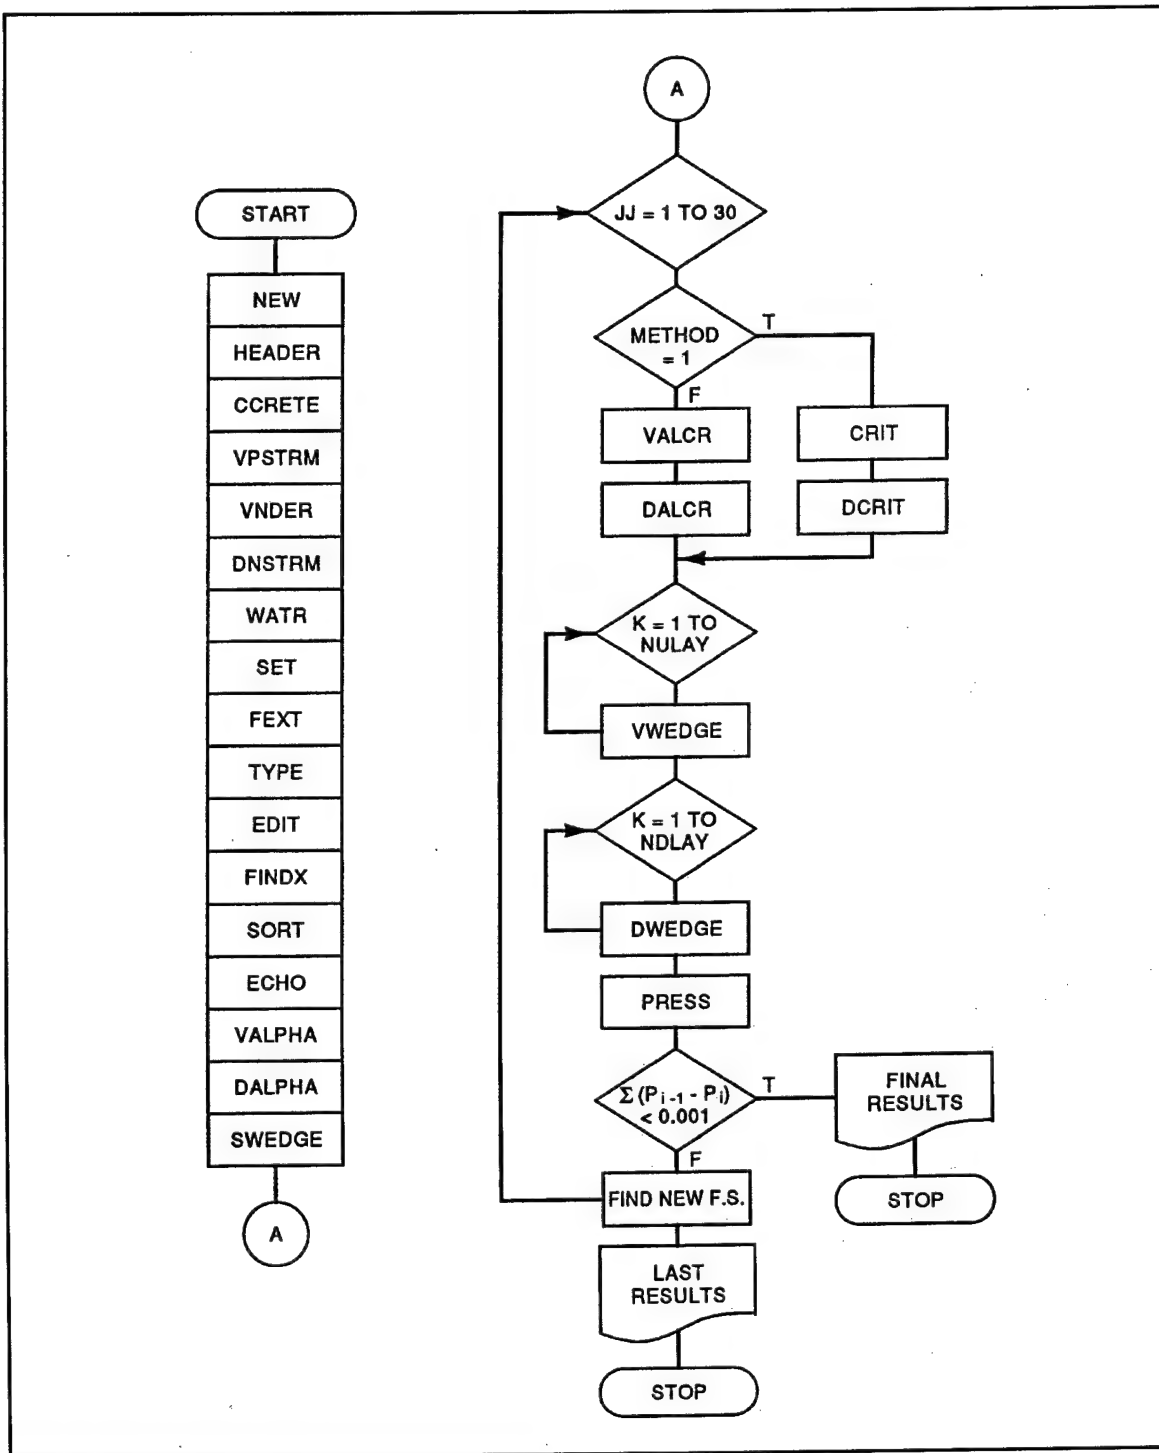 START
NEW
HEADER
CCRETE
VPSTRM
VNDER
DNSTRM
WATR
SET
FEXT
TYPE
EDIT
FINDX
SORT
ECHO
VALPHA
DALPHA
SWEDGE
A
A
JJ = 1 TO 30
METHOD
= 1
T
F
VALCR
CRIT
DALCR
DCRIT
K = 1 TO
NULAY
VWEDGE
K = 1 TO
NDLAY
DWEDGE
PRESS
Σ (P i -1 - P i)
< 0.001
T
F
FINAL
RESULTS
STOP
FIND NEW F.S.
LAST
RESULTS
STOP